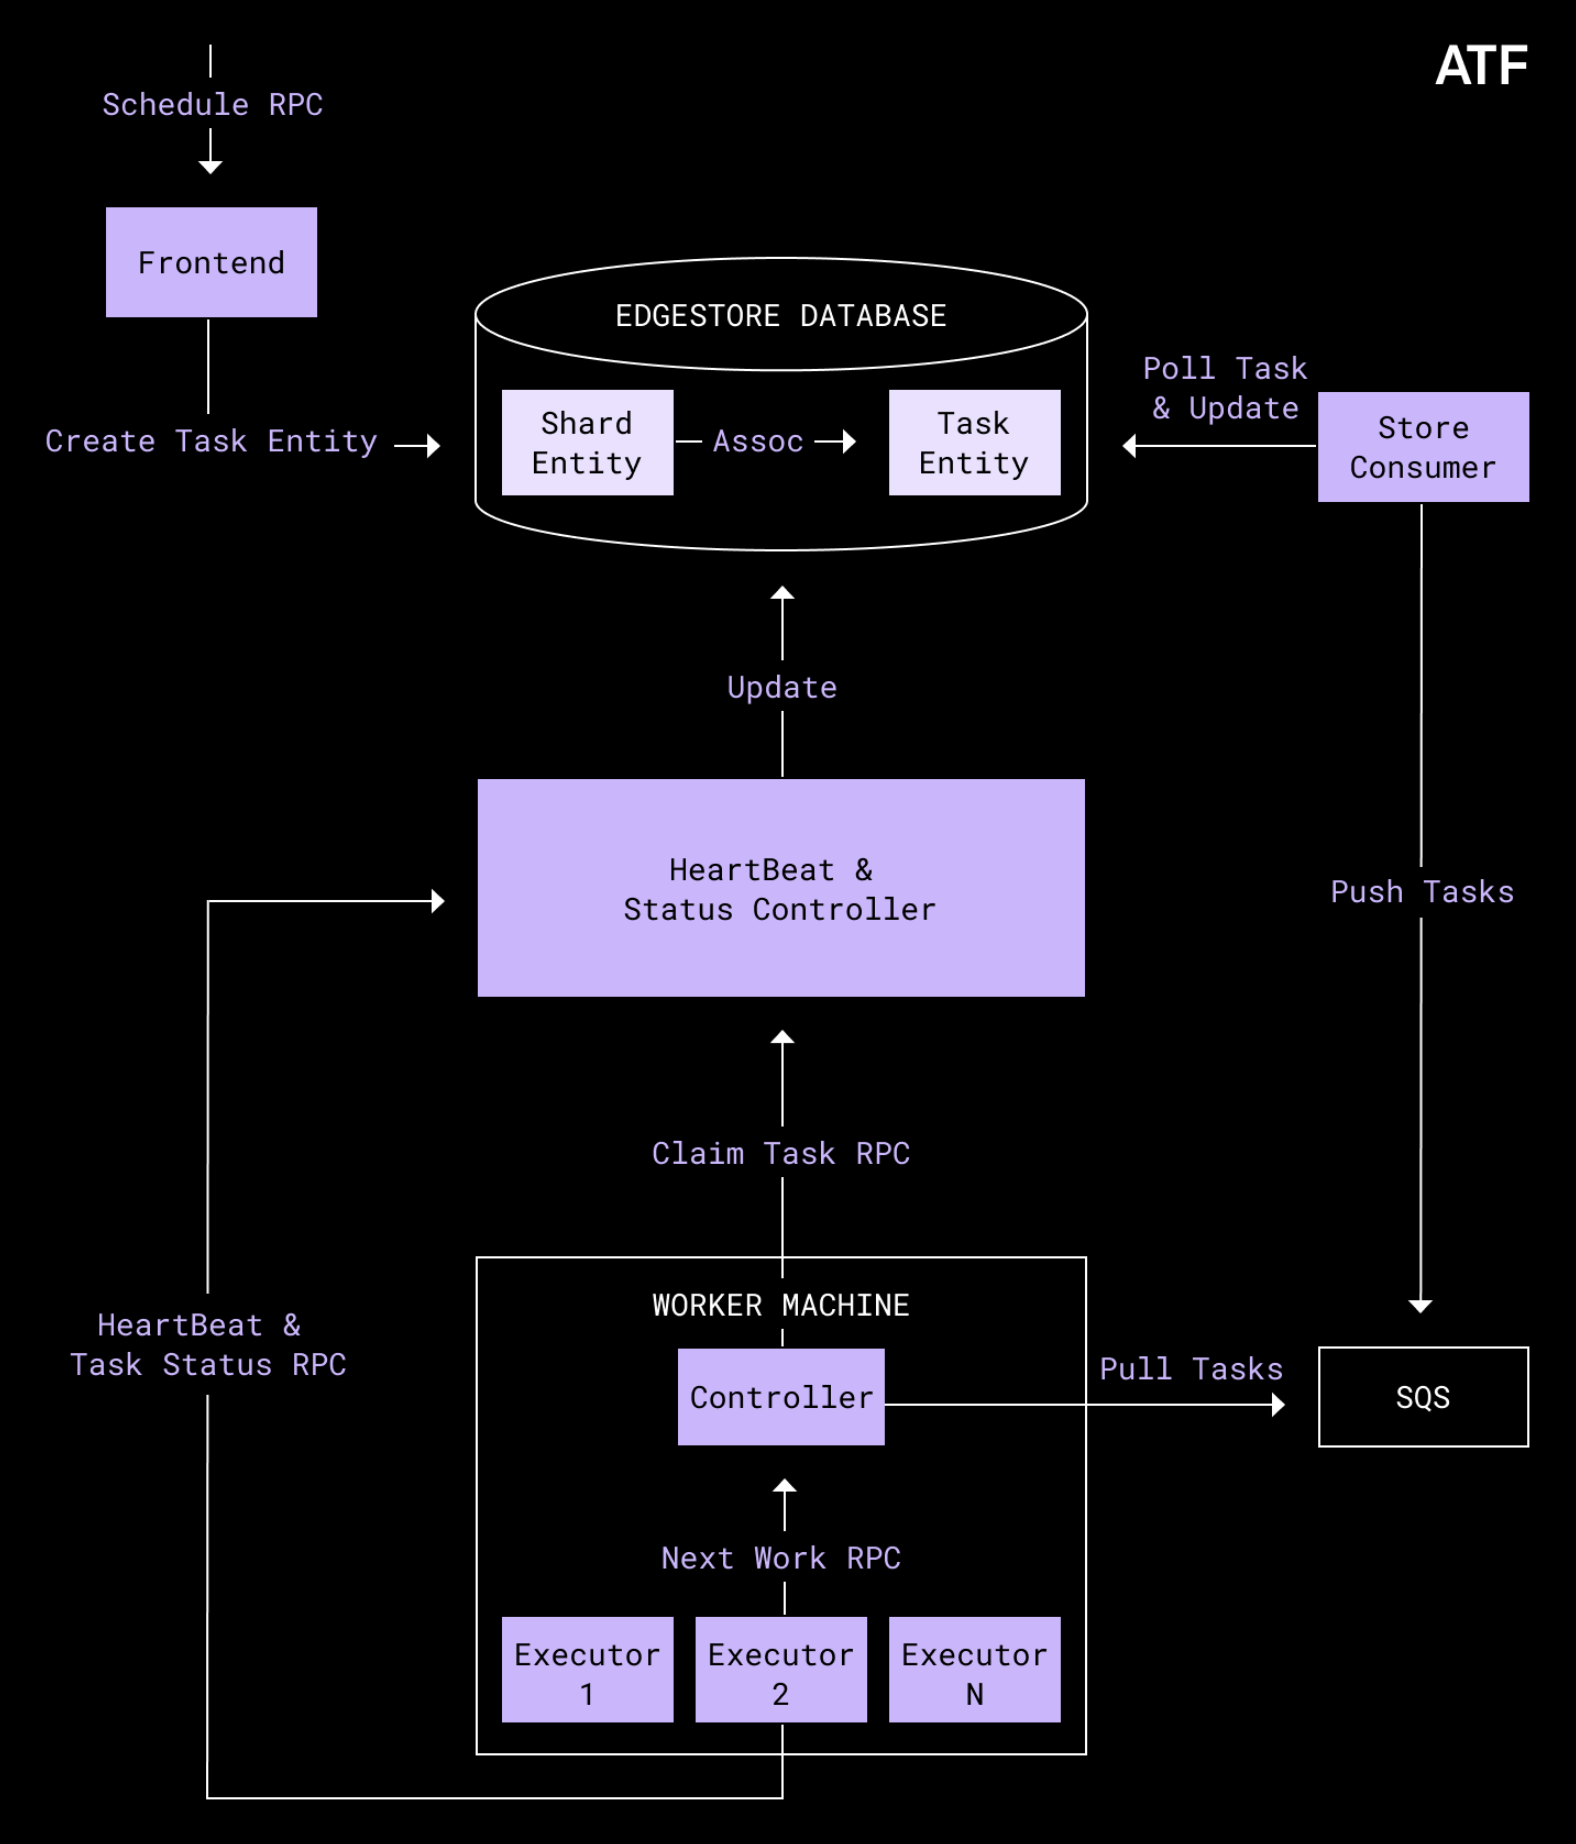 ATF
Schedule RPC
Frontend
Create Task Entity
EDGESTORE DATABASE
Shard
Entity
Assoc
Task
Entity
Poll Task
& Update
Store
Consumer
Update
HeartBeat &
Status Controller
Push Tasks
Claim Task RPC
HeartBeat &
Task Status RPC
WORKER MACHINE
Controller
Pull Tasks
SQS
Next Work RPC
Executor
1
Executor
2
Executor
N